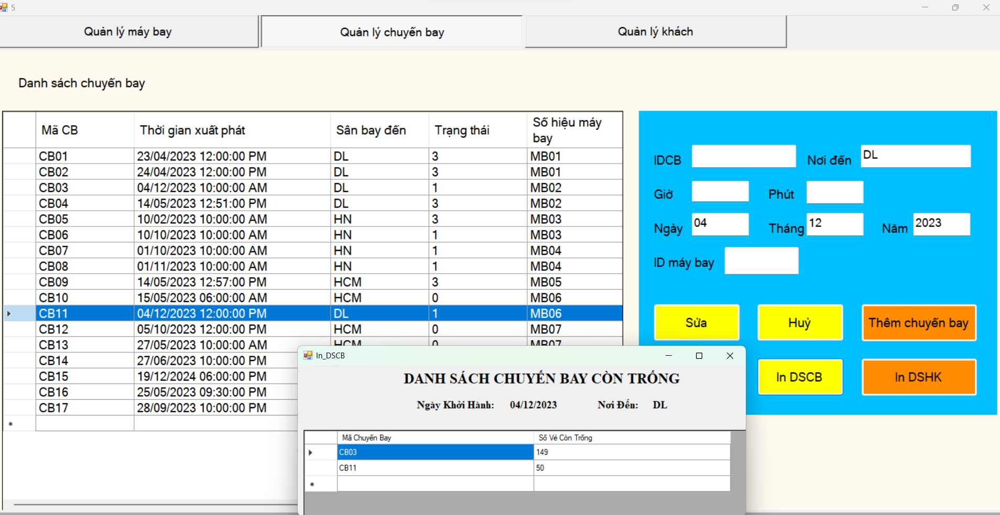 5
Quản lý máy bay Quản lý chuyến bay Quản lý khách
Danh sách chuyến bay
Mã CB Thời gian xuất phát Sân bay đến Trạng thái Số hiệu máy bay
CB01 23/04/2023 12:00:00 PM DL 3 MB01
CB02 24/04/2023 12:00:00 PM DL 3 MB01
CB03 04/12/2023 10:00:00 AM DL 1 MB02
CB04 14/05/2023 12:51:00 PM DL 3 MB02
CB05 10/02/2023 10:00:00 AM HN 3 MB03
CB06 10/10/2023 10:00:00 AM HN 1 MB03
CB07 01/10/2023 10:00:00 AM HN 1 MB04
CB08 01/11/2023 10:00:00 AM HN 1 MB04
CB09 14/05/2023 12:57:00 PM HCM 3 MB05
CB10 15/05/2023 06:00:00 AM HCM 0 MB06
CB11 04/12/2023 12:00:00 PM DL 1 MB06
CB12 05/10/2023 12:00:00 PM HCM 0 MB07
CB13 27/05/2023 10:00:00 AM HCM 0 MB07
CB14 27/06/2023 10:00:00 PM
CB15 19/12/2024 06:00:00 PM
CB16 25/05/2023 09:30:00 PM
CB17 28/09/2023 10:00:00 PM
IDCB Nơi đến DL
Giờ Phút
Ngày 04 Tháng 12 Năm 2023
ID máy bay
Sửa Huỷ Thêm chuyến bay
In DSCB In DSHK
In_DSCB
DANH SÁCH CHUYẾN BAY CÒN TRỐNG
Ngày Khởi Hành: 04/12/2023 Nơi Đến: DL
Mã Chuyến Bay Số Vé Còn Trống
CB03 149
CB11 50